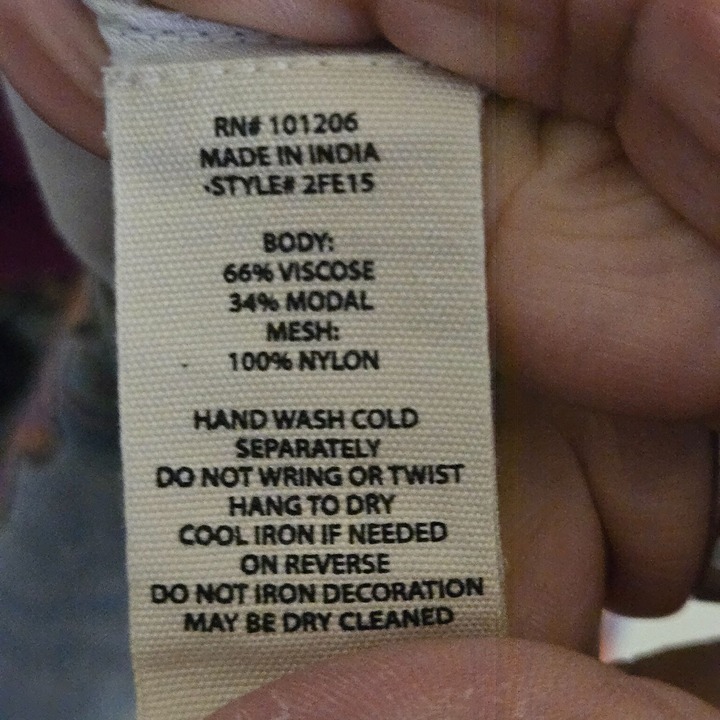 RN# 101206
MADE IN INDIA
STYLE# 2FE15
BODY:
66% VISCOSE
34% MODAL
MESH:
100% NYLON
HAND WASH COLD
SEPARATELY
DO NOT WRING OR TWIST
HANG TO DRY
COOL IRON IF NEEDED
ON REVERSE
DO NOT IRON DECORATION
MAY BE DRY CLEANED